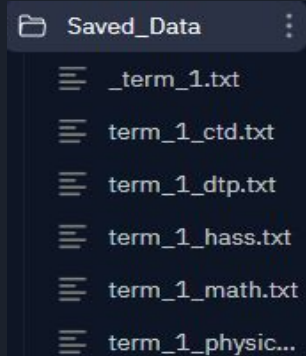 Saved_Data
_term_1.txt
term_1_ctd.txt
term_1_dtp.txt
term_1_hass.txt
term_1_math.txt
term_1_physic...